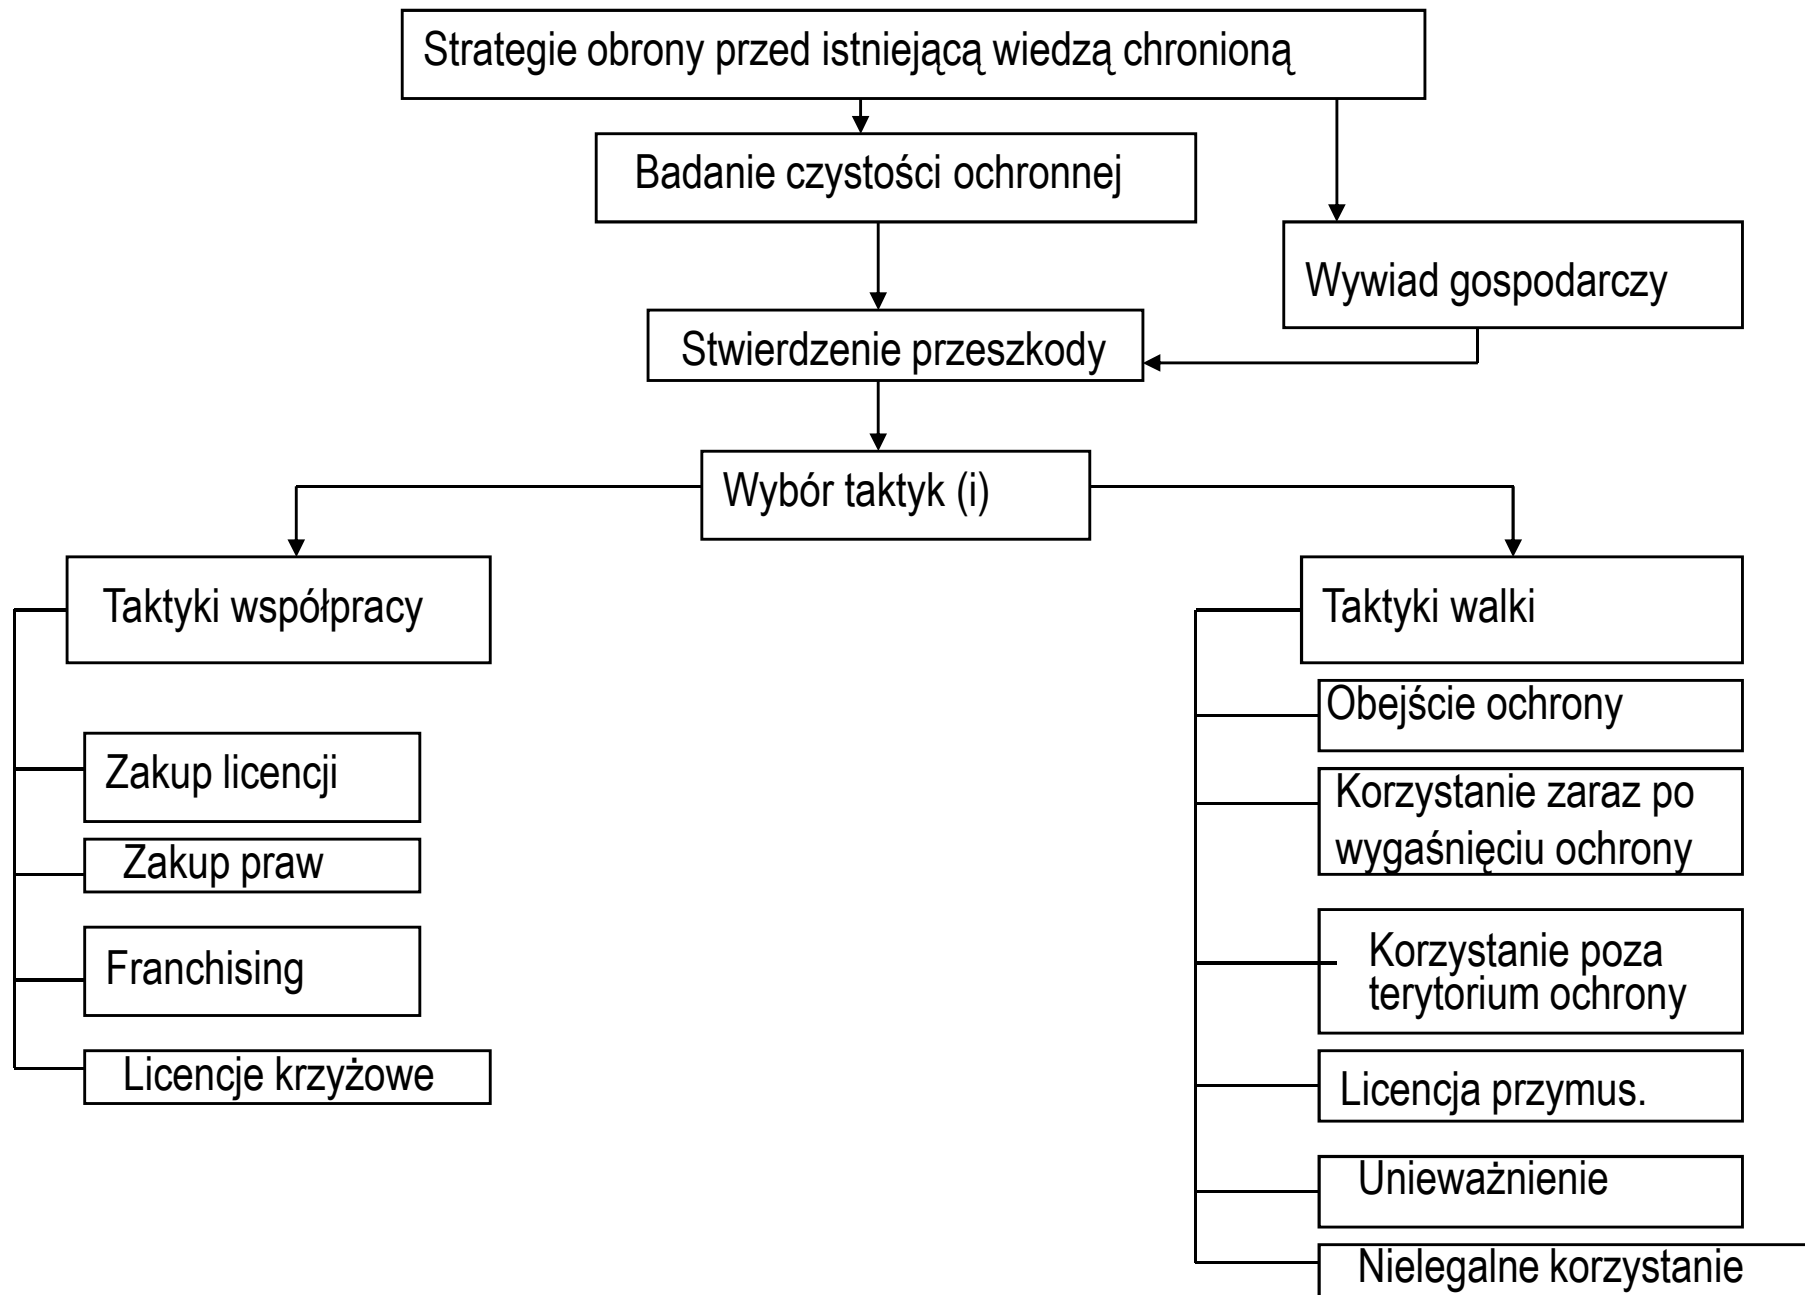 Strategie obrony przed istniejącą wiedzą chronioną
Badanie czystości ochronnej
Wywiad gospodarczy
Stwierdzenie przeszkody
Wybór taktyk (i)
Taktyki współpracy
Zakup licencji
Zakup praw
Franchising
Licencje krzyżowe
Taktyki walki
Obejście ochrony
Korzystanie zaraz po
wygaśnięciu ochrony
Korzystanie poza
terytorium ochrony
Licencja przymus.
Unieważnienie
Nielegalne korzystanie